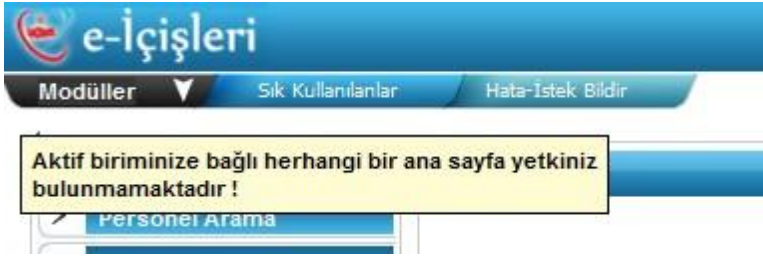 e-İçişleri
Modüller
Sık Kullanılanlar
Hata-İstek Bildir
Aktif biriminize bağlı herhangi bir ana sayfa yetkiniz
bulunmamaktadır !
Personel Arama